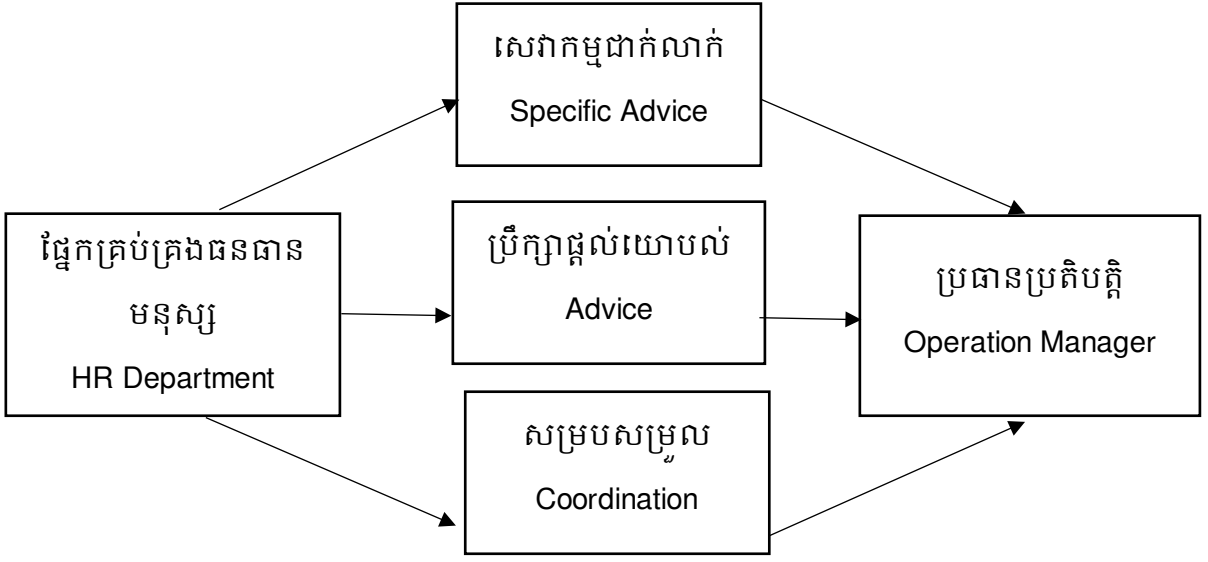 សេវាកម្មជាក់លាក់
Specific Advice
ផ្នែកគ្រប់គ្រងធនធាន
មនុស្ស
HR Department
ប្រឹក្សាផ្តល់យោបល់
Advice
សម្របសម្រួល
Coordination
ប្រធានប្រតិបត្តិ
Operation Manager